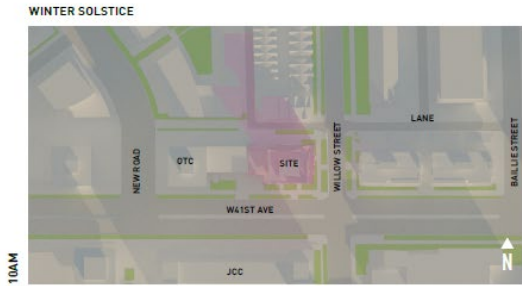 WINTER SOLSTICE
LANE
NEW ROAD
OTC
SITE
WILLOW STREET
BAILLIE STREET
W41ST AVE
10AM
JCC
N